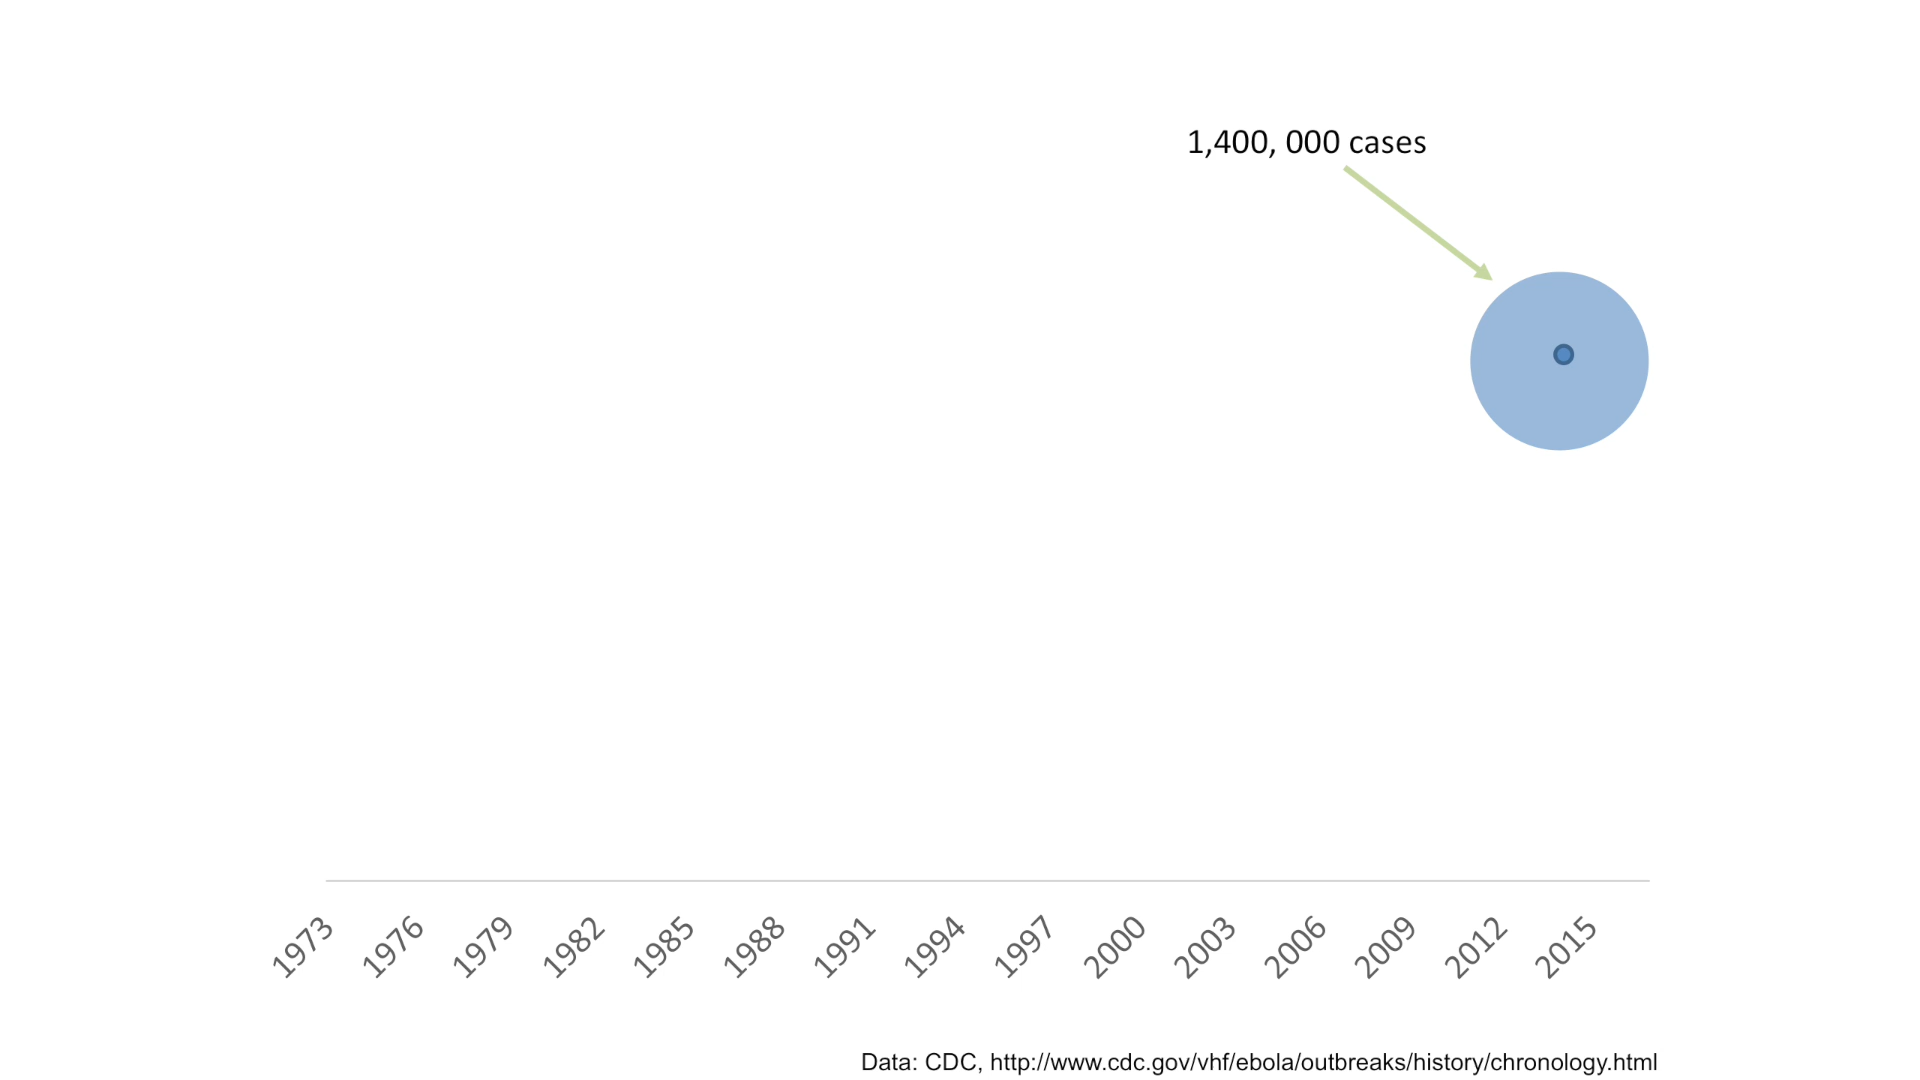 1,400, 000 cases
1973 1976 1979 1982 1985 1988 1991 1994 1997 2000 2003 2006 2009 2012 2015
Data: CDC, http://www.cdc.gov/vhf/ebola/outbreaks/history/chronology.html